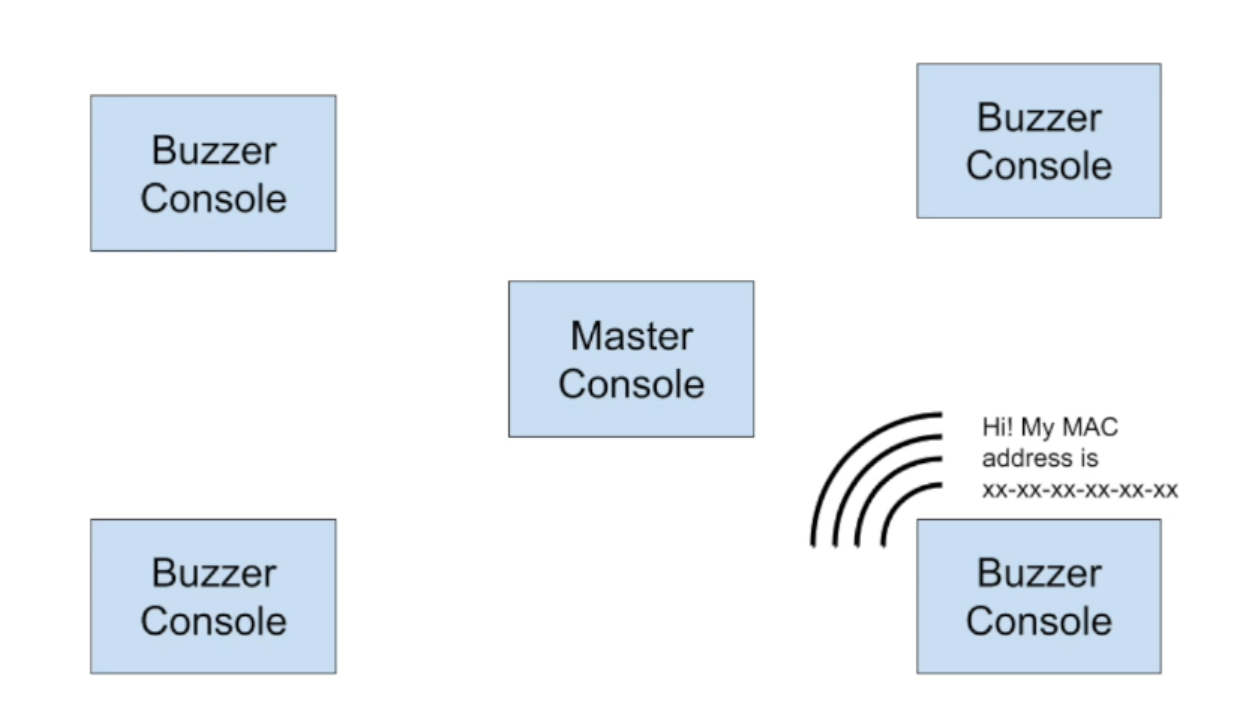 Buzzer
Console
Buzzer
Console
Master
Console
Hi! My MAC
address is
xx-xx-xx-xx-xx-xx
Buzzer
Console
Buzzer
Console